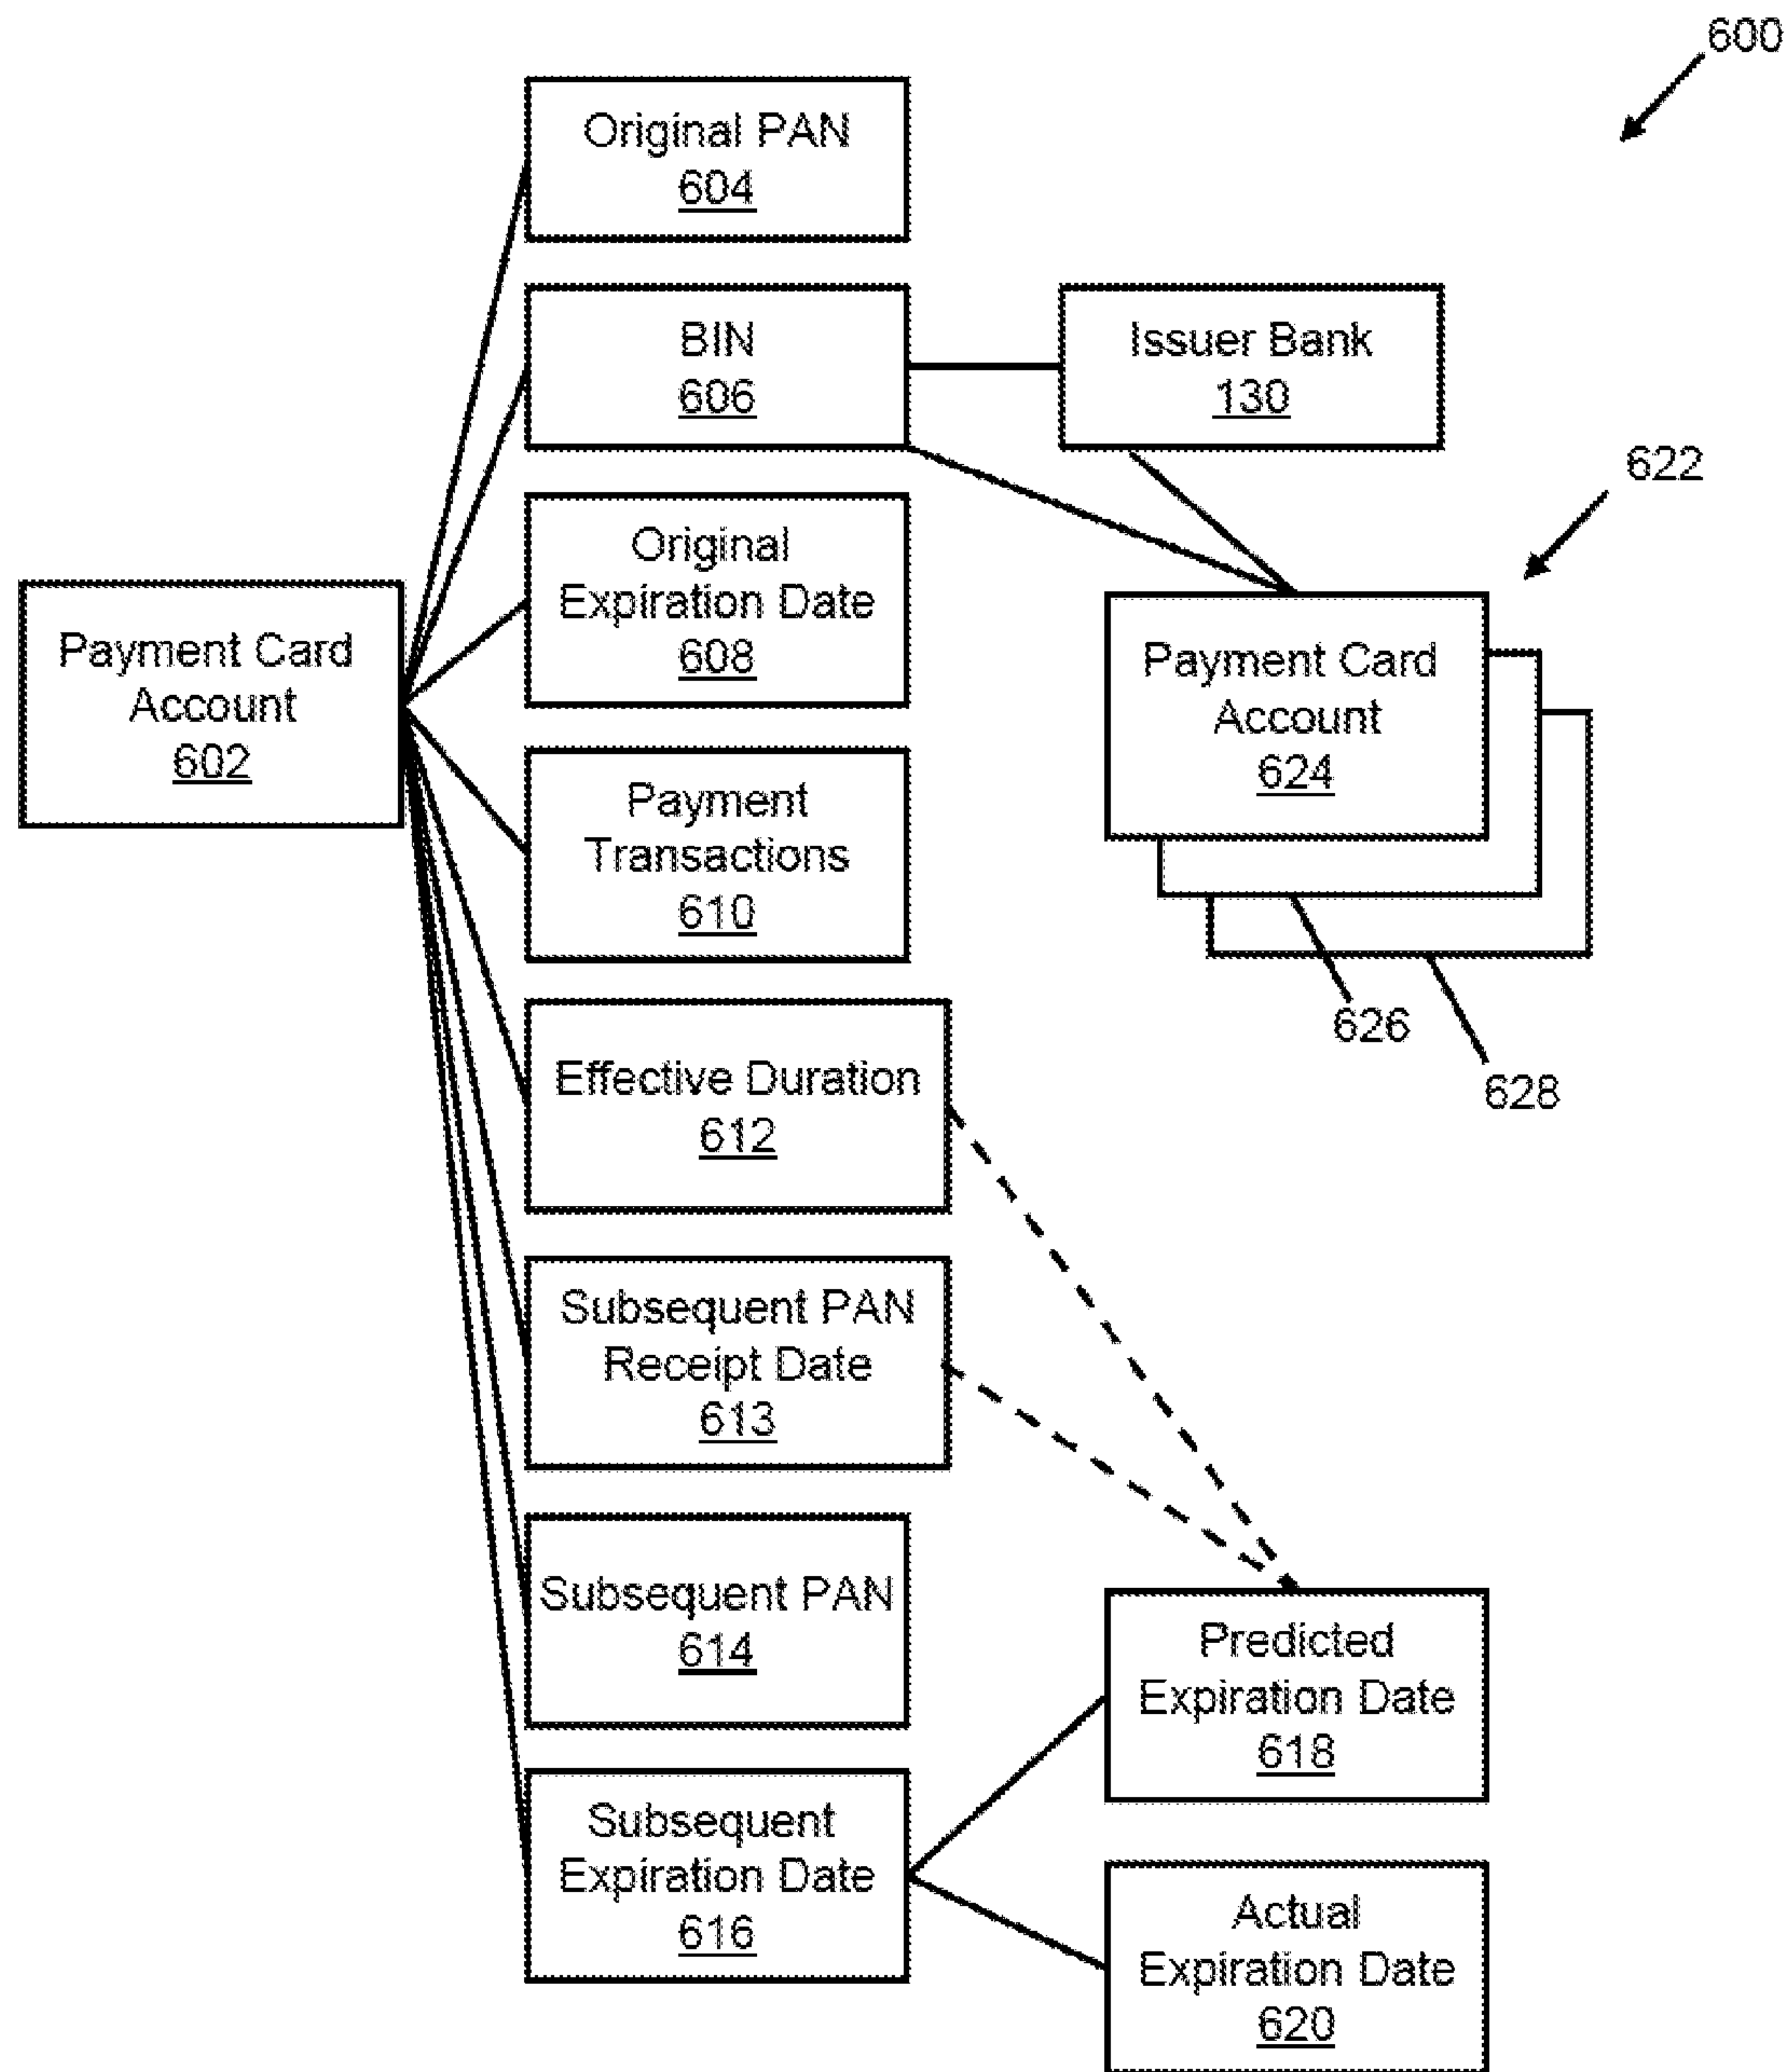 600
Original PAN
604
BIN
606
Issuer Bank
130
622
Original
Expiration Date
608
Payment Card
Account
602
Payment Card
Account
624
Payment
Transactions
610
626
628
Effective Duration
612
Subsequent PAN
Receipt Date
613
Subsequent PAN
614
Predicted
Expiration Date
618
Subsequent
Expiration Date
616
Actual
Expiration Date
620